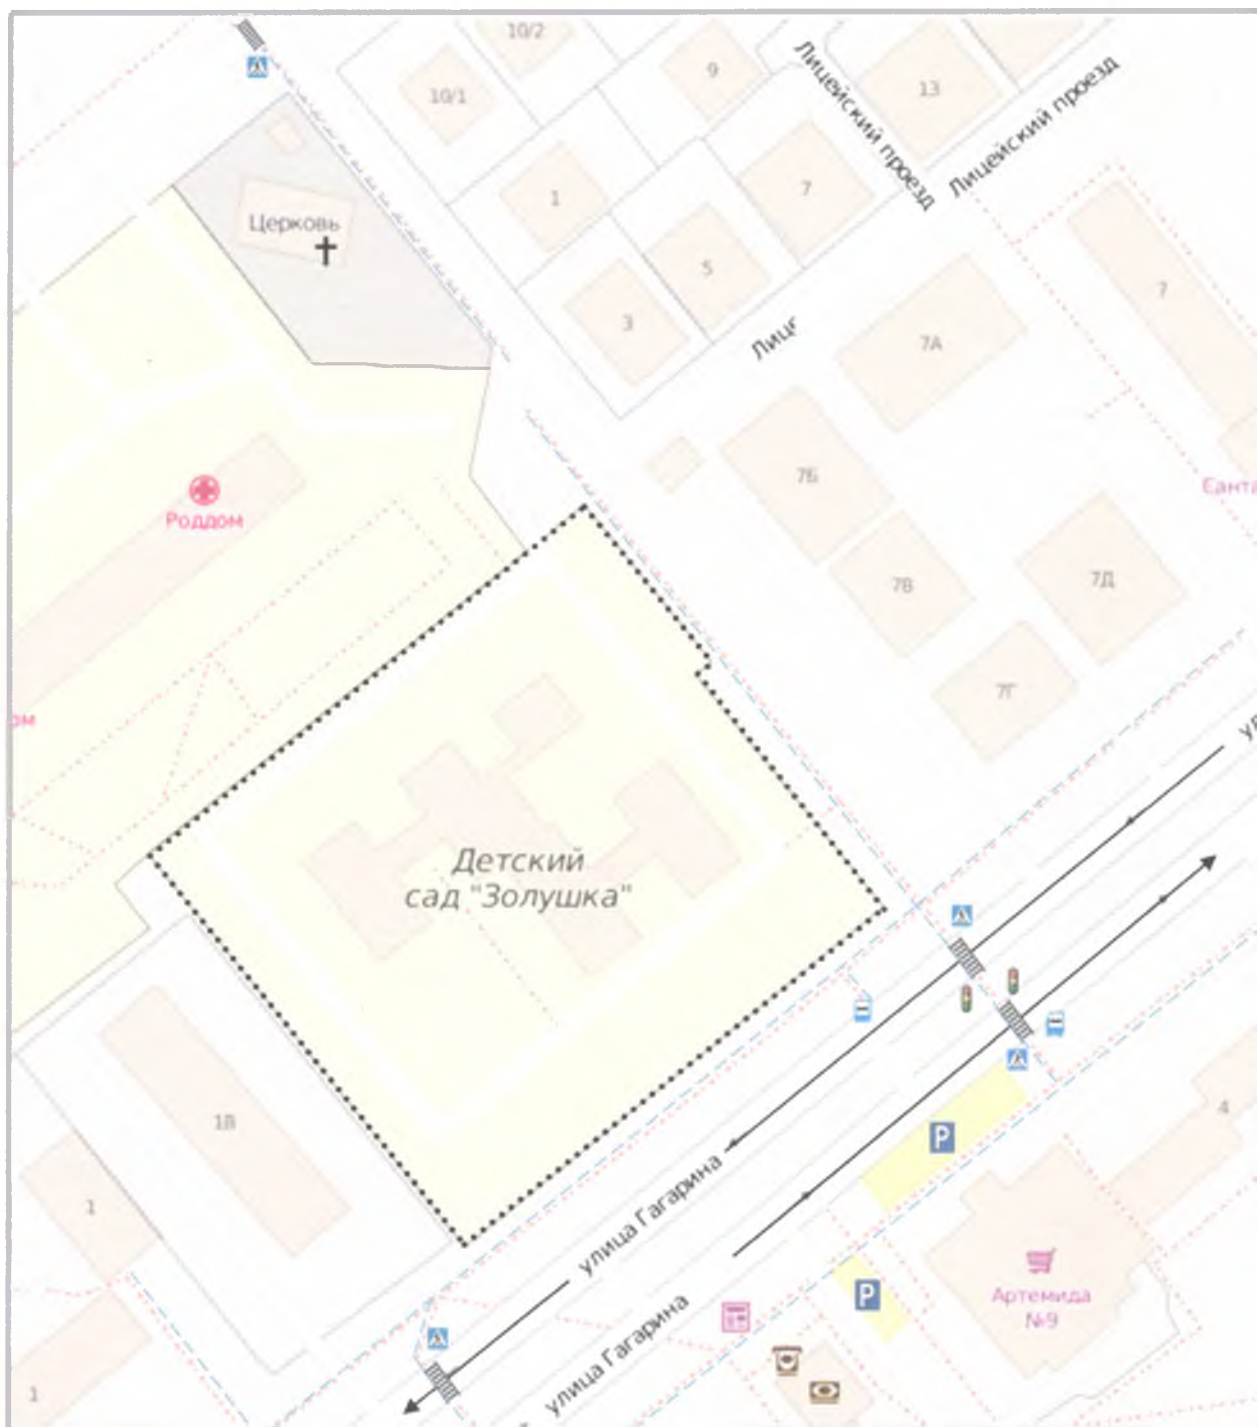 10/2
10/1
9
13
Лицейский проезд
Лицейский проезд
1
7
Церковь
5
3
7
Лице
7А
7Б
Роддом
7В
7Д
7Г
Детский
сад "Золушка"
1В
1
4
улица Гагарина
P
P
Артемида
№9
улица Гагарина
1